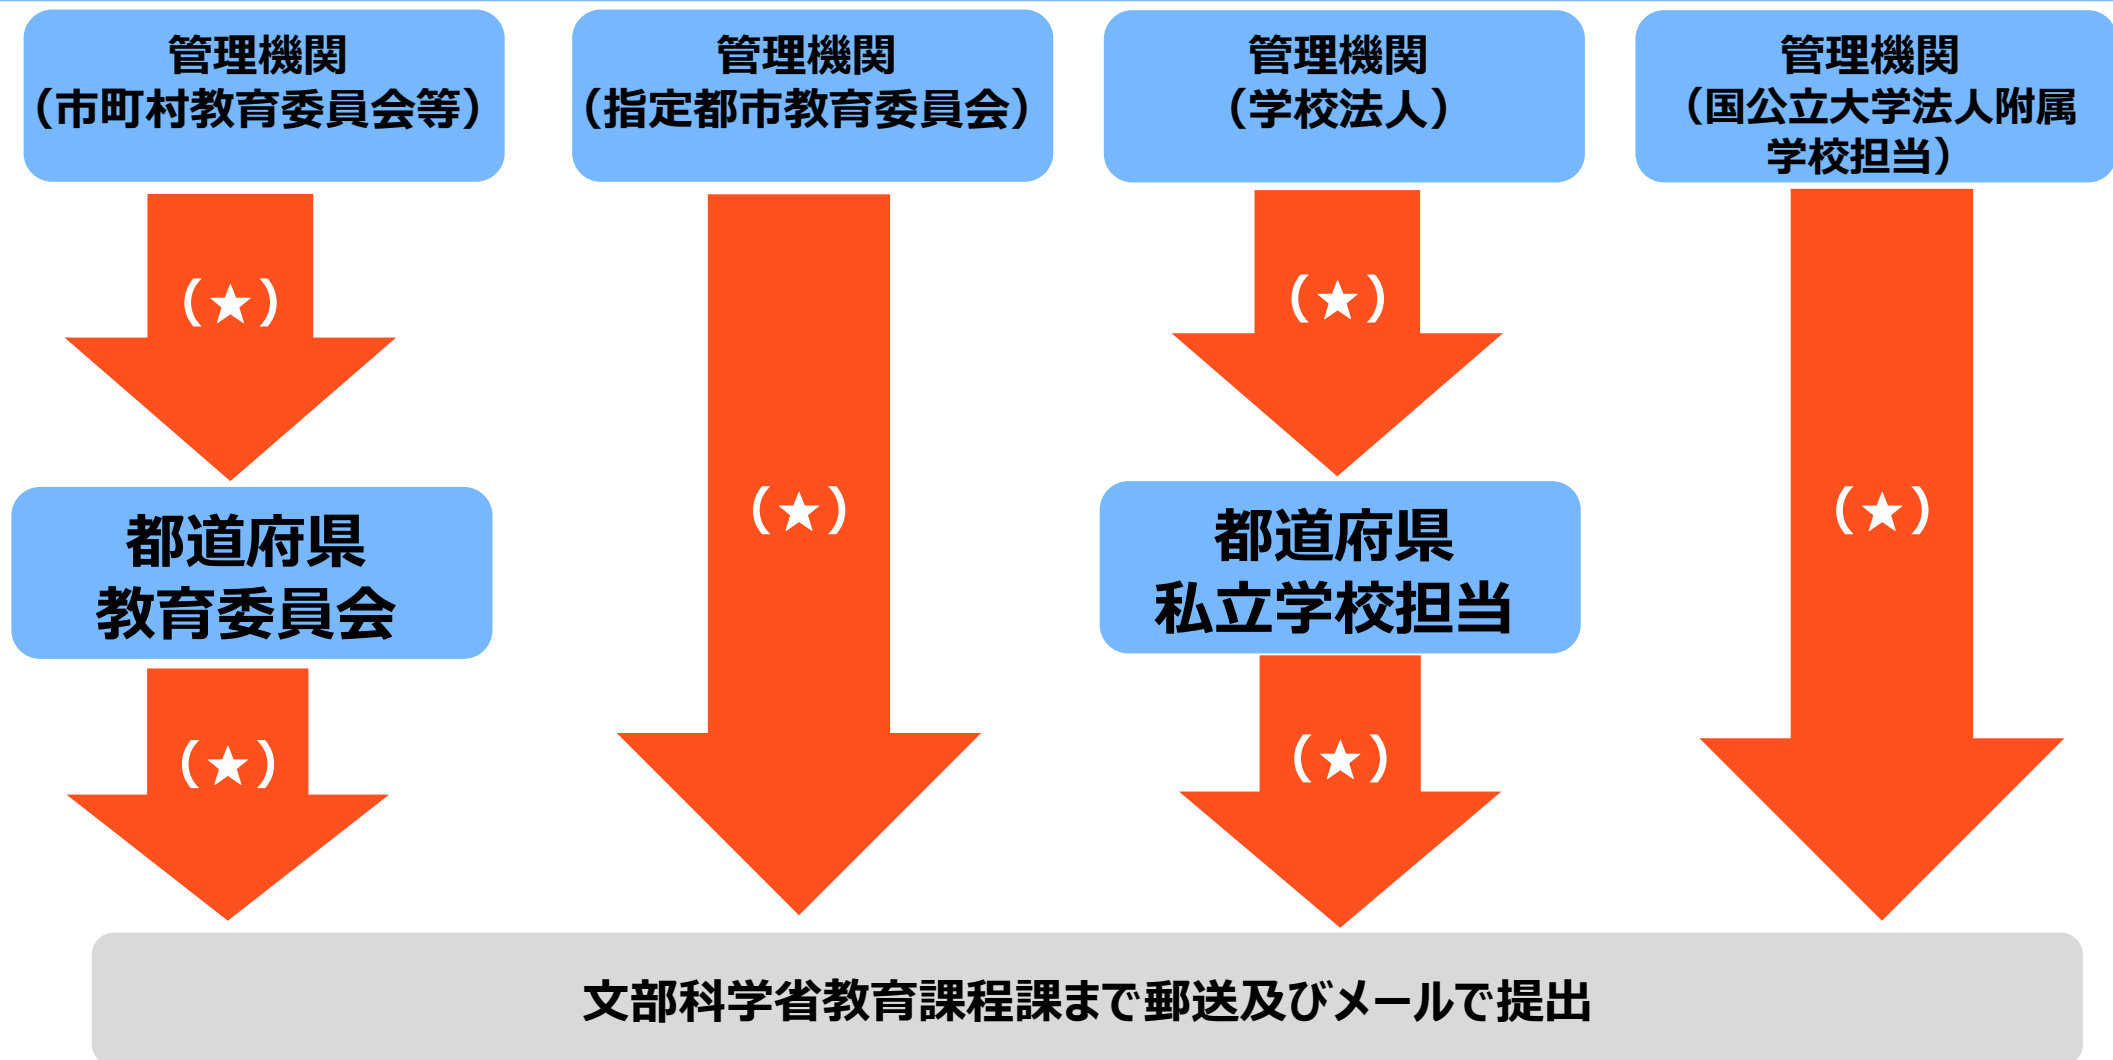 管理機関
（市町村教育委員会等）
管理機関
（指定都市教育委員会）
管理機関
（学校法人）
管理機関
（国公立大学法人附属
学校担当）
（★）
（★）
（★）
（★）
都道府県
教育委員会
都道府県
私立学校担当
（★）
（★）
文部科学省教育課程課まで郵送及びメールで提出